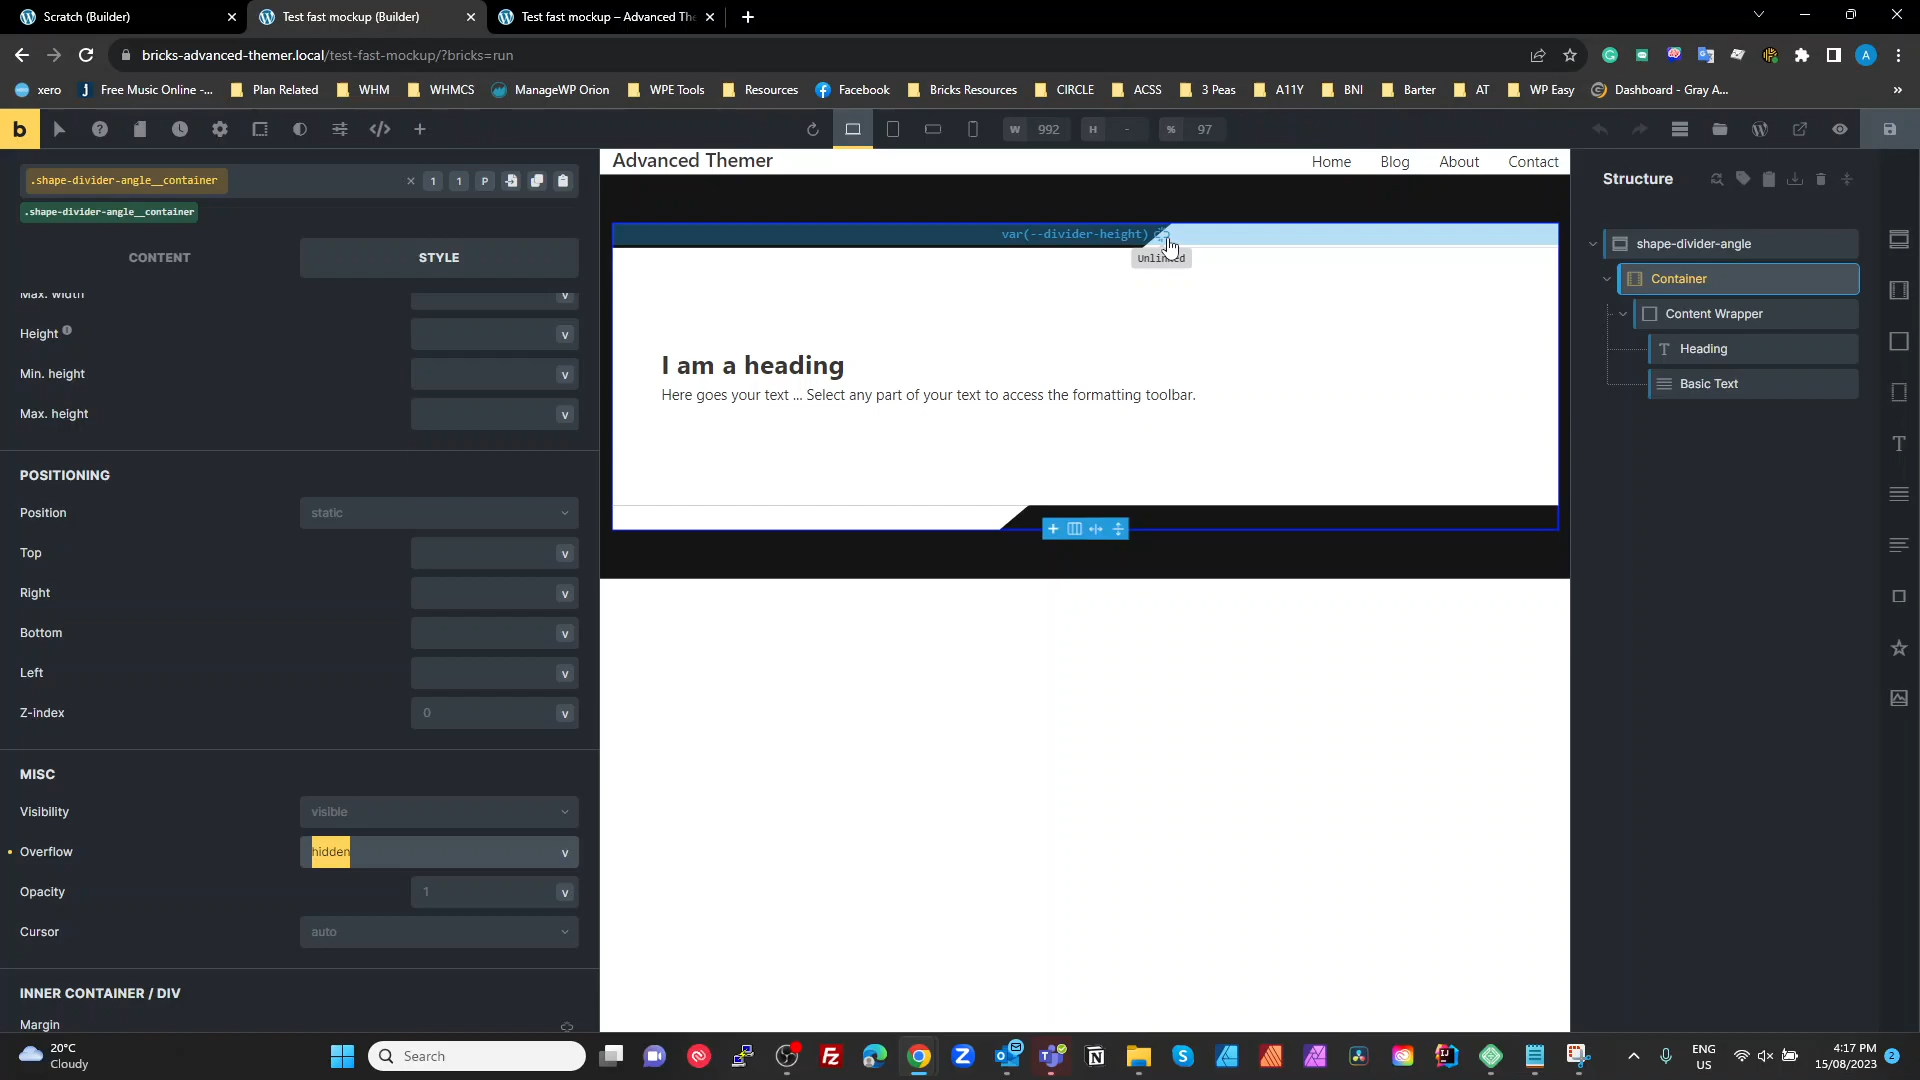 Scratch (Builder)
Test fast mockup (Builder)
Test fast mockup – Advanced The
bricks-advanced-themer.local/test-fast-mockup/?bricks=run
A
xero
Free Music Online -...
Plan Related
WHM
WHMCS
ManageWP Orion
WPE Tools
Resources
Facebook
Bricks Resources
CIRCLE
ACSS
3 Peas
A11Y
BNI
Barter
AT
WP Easy
Dashboard - Gray A...
»
b
W 992
H -
% 97
.shape-divider-angle__container
× 1 1 P
.shape-divider-angle__container
CONTENT
STYLE
Max. width v
Height v
Min. height v
Max. height v
POSITIONING
Position static
Top v
Right v
Bottom v
Left v
Z-index 0 v
MISC
Visibility visible
Overflow hidden v
Opacity 1 v
Cursor auto
INNER CONTAINER / DIV
Margin
Advanced Themer
Home Blog About Contact
var(--divider-height)
I am a heading
Here goes your text ... Select any part of your text to access the formatting toolbar.
Structure
shape-divider-angle
Container
Content Wrapper
T Heading
Basic Text
T
20°C
Cloudy
Search
ENG
US
4:17 PM
15/08/2023
2